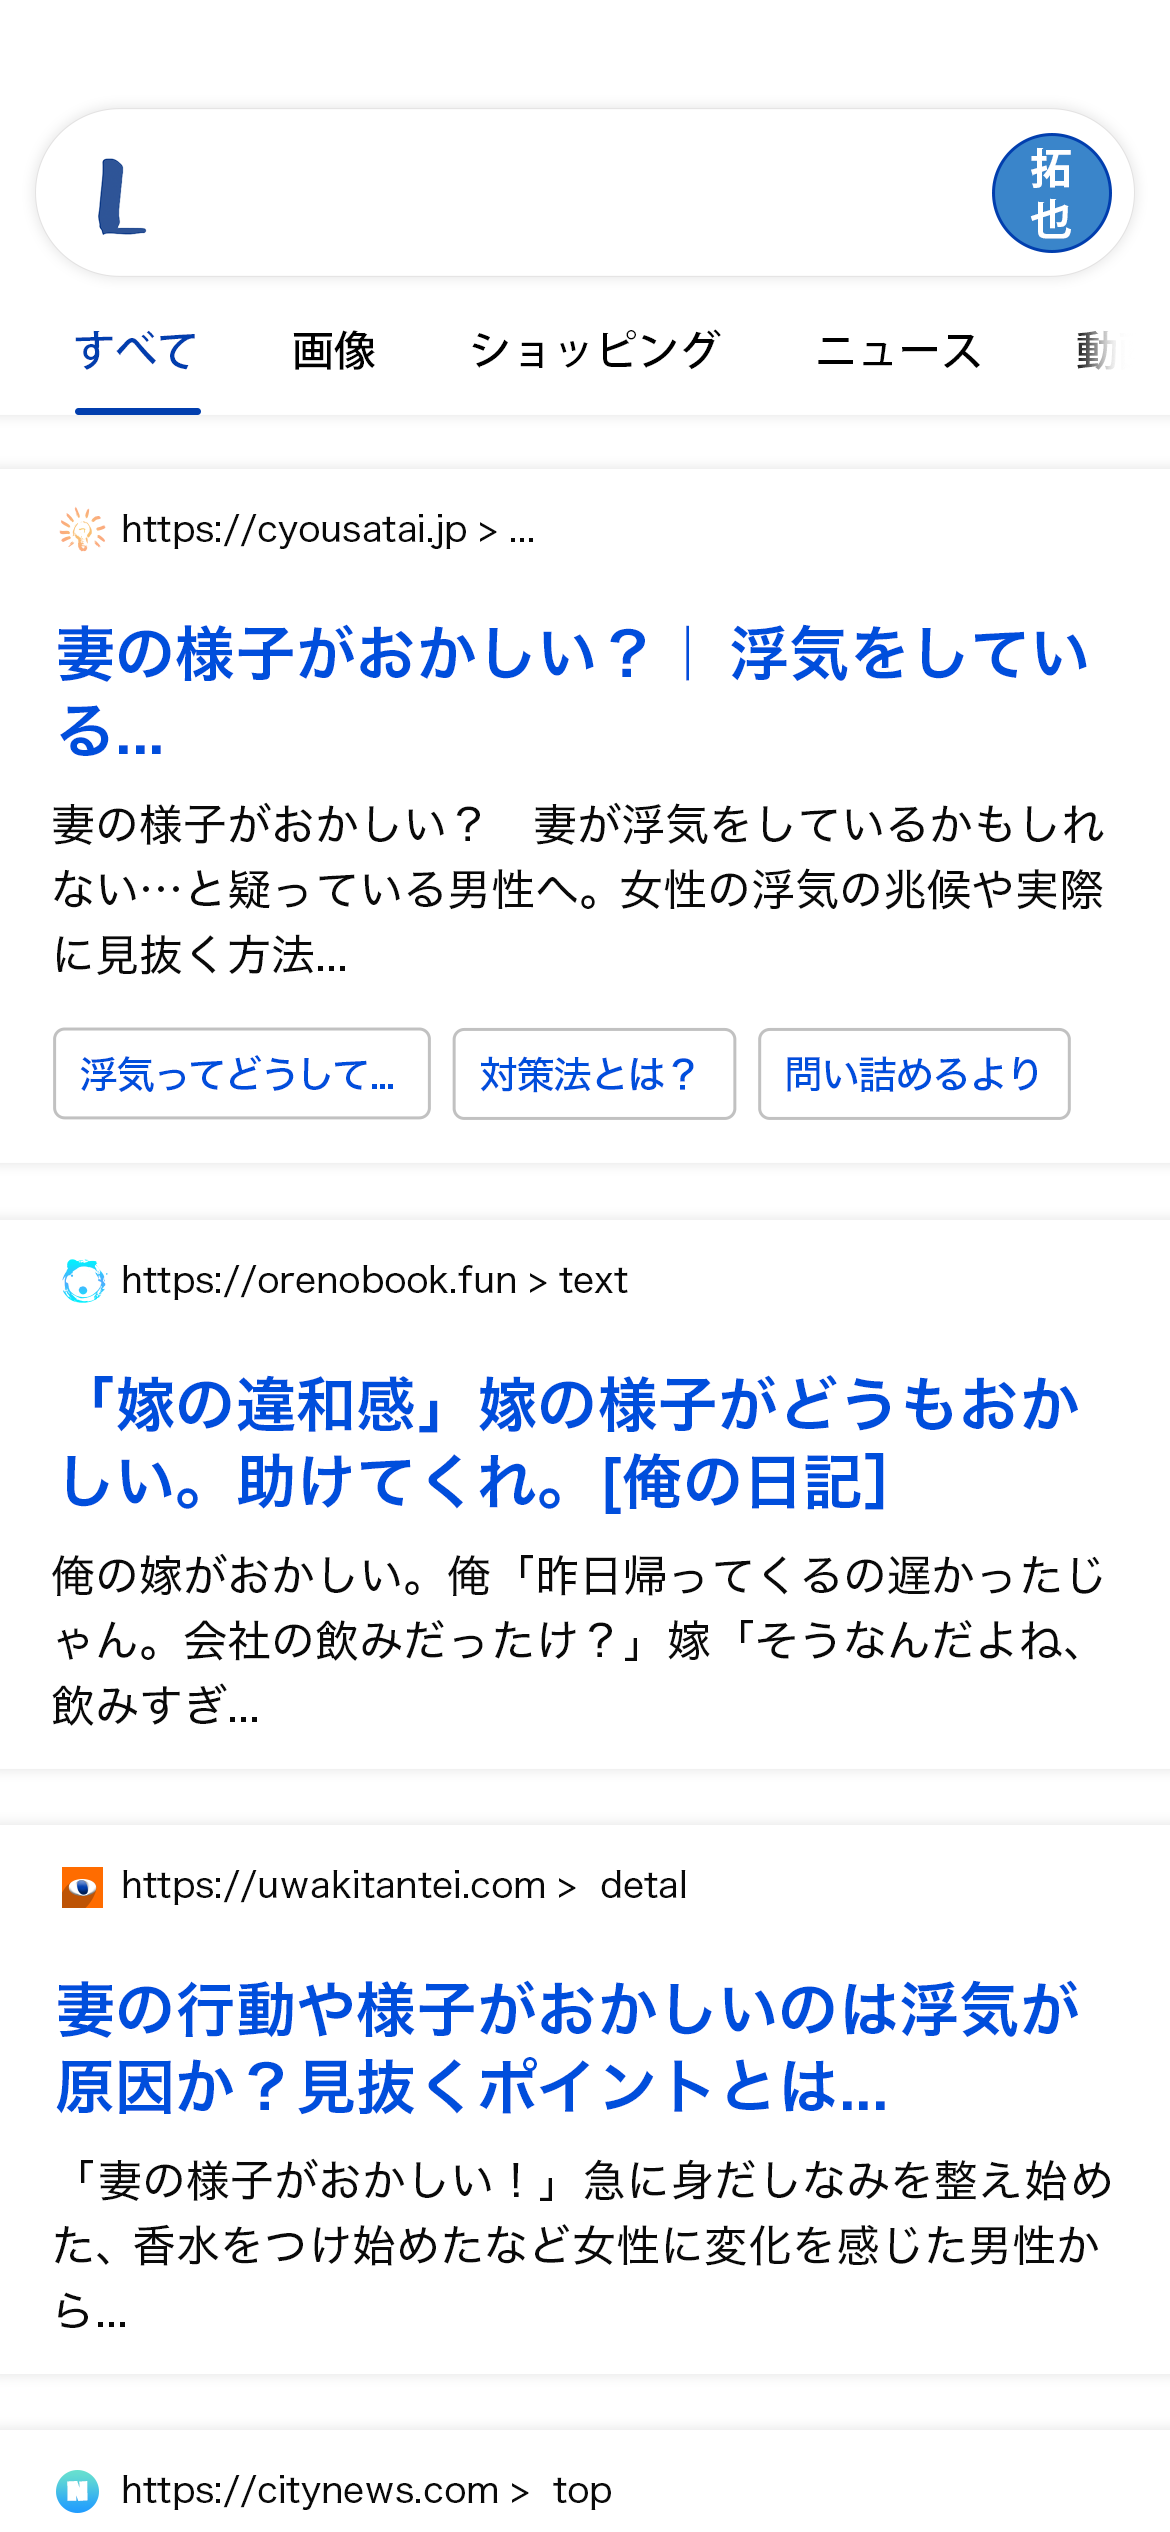 L
拓
也
すべて 画像 ショッピング ニュース 動
https://cyousatai.jp > ...
妻の様子がおかしい？｜ 浮気をしてい
る...
妻の様子がおかしい？　妻が浮気をしているかもしれ
ない…と疑っている男性へ。女性の浮気の兆候や実際
に見抜く方法...
浮気ってどうして... 対策法とは？ 問い詰めるより
https://orenobook.fun > text
「嫁の違和感」嫁の様子がどうもおか
しい。助けてくれ。[俺の日記］
俺の嫁がおかしい。俺「昨日帰ってくるの遅かったじ
ゃん。会社の飲みだったけ？」嫁「そうなんだよね、
飲みすぎ...
https://uwakitantei.com > detal
妻の行動や様子がおかしいのは浮気が
原因か？見抜くポイントとは...
「妻の様子がおかしい！」急に身だしなみを整え始め
た、香水をつけ始めたなど女性に変化を感じた男性か
ら...
N https://citynews.com > top